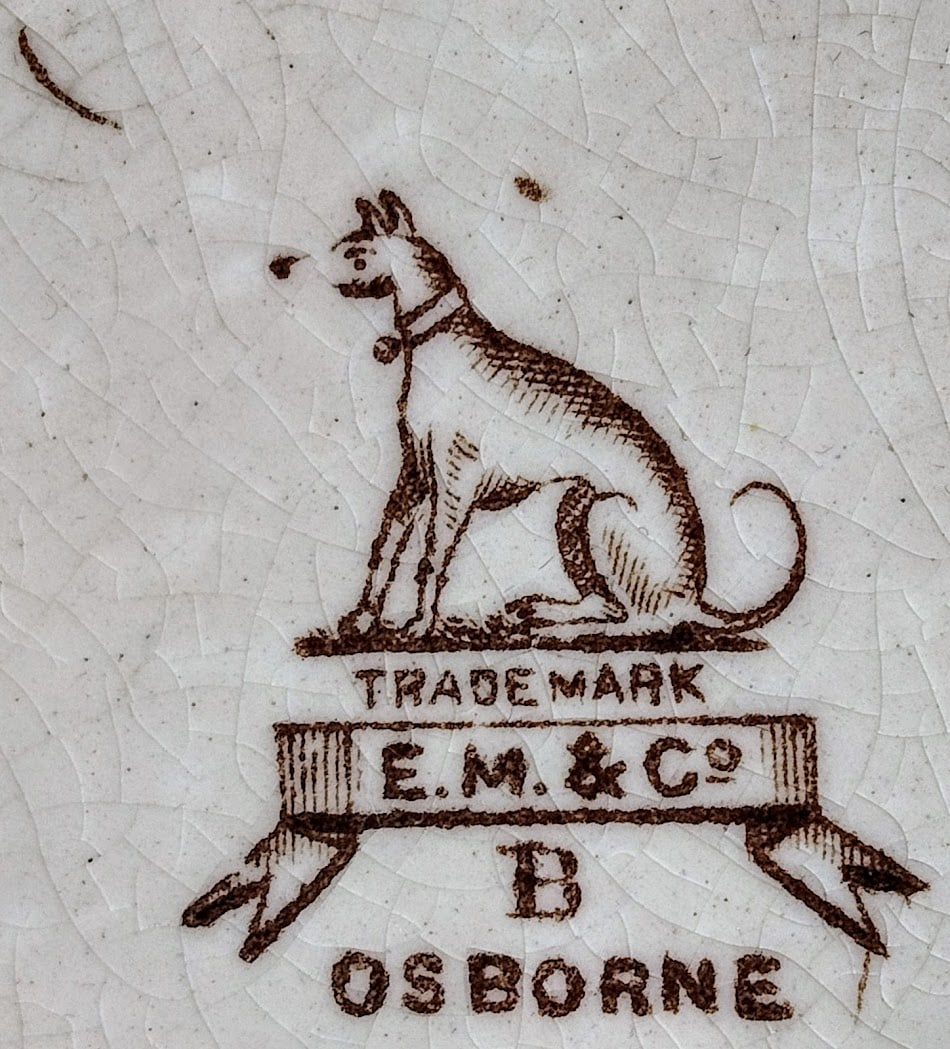 TRADE MARK
E.M. & Cº
B
OSBORNE